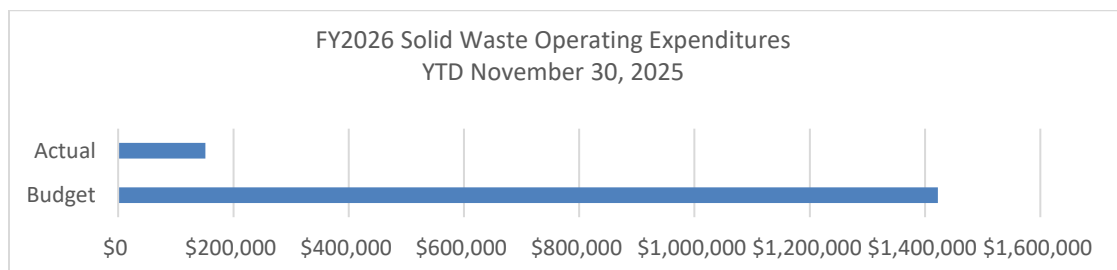 FY2026 Solid Waste Operating Expenditures
YTD November 30, 2025
Actual
Budget
$0 $200,000 $400,000 $600,000 $800,000 $1,000,000 $1,200,000 $1,400,000 $1,600,000